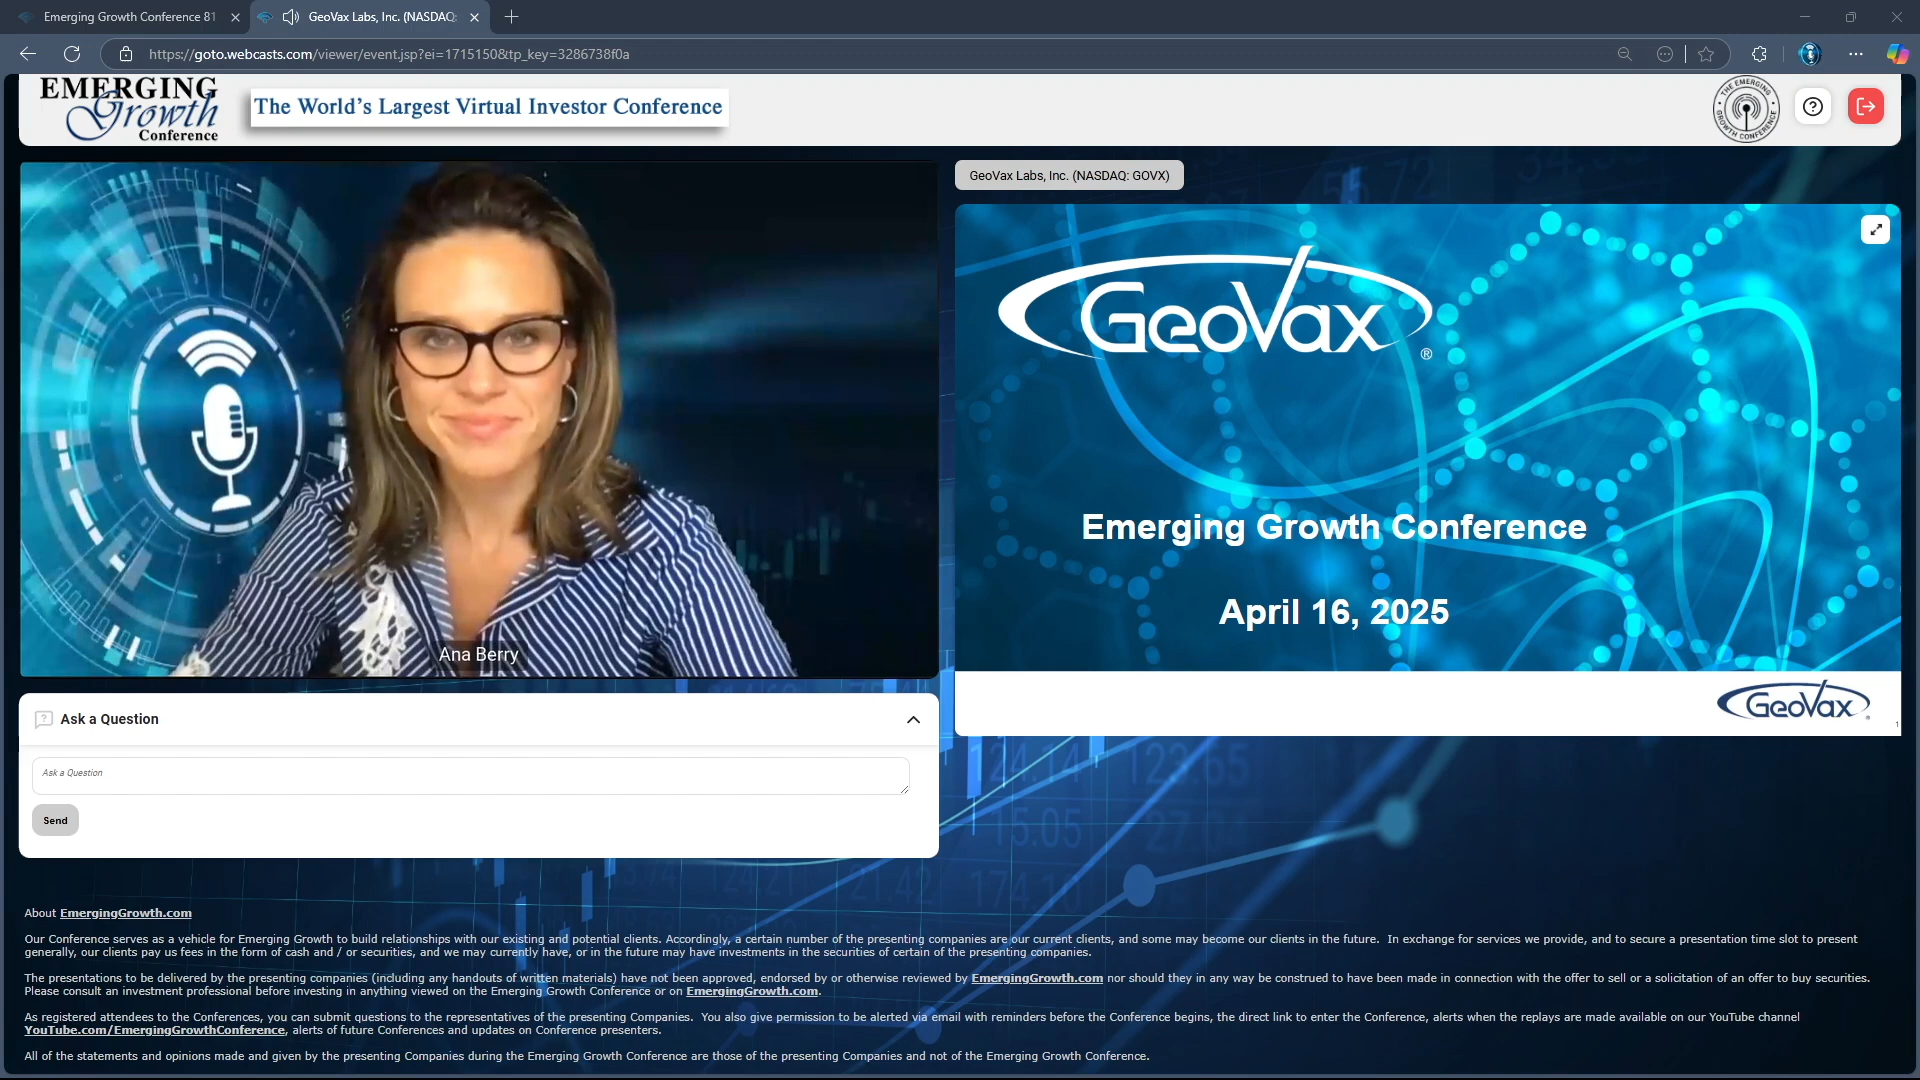 Emerging Growth Conference 81
GeoVax Labs, Inc. (NASDAQ:
https://goto.webcasts.com/viewer/event.jsp?ei=1715150&tp_key=3286738f0a
EMERGING
Growth
Conference
The World's Largest Virtual Investor Conference
THE EMERGING
GROWTH CONFERENCE
GeoVax Labs, Inc. (NASDAQ: GOVX)
GEOVAX®
Emerging Growth Conference
April 16, 2025
GEOVAX
1
Ana Berry
Ask a Question
Ask a Question
Send
124.14 123.65
15.05
174.10
About EmergingGrowth.com
Our Conference serves as a vehicle for Emerging Growth to build relationships with our existing and potential clients. Accordingly, a certain number of the presenting companies are our current clients, and some may become our clients in the future.  In exchange for services we provide, and to secure a presentation time slot to present
generally, our clients pay us fees in the form of cash and / or securities, and we may currently have, or in the future may have investments in the securities of certain of the presenting companies.
The presentations to be delivered by the presenting companies (including any handouts of written materials) have not been approved, endorsed by or otherwise reviewed by EmergingGrowth.com nor should they in any way be construed to have been made in connection with the offer to sell or a solicitation of an offer to buy securities.
Please consult an investment professional before investing in anything viewed on the Emerging Growth Conference or on EmergingGrowth.com.
As registered attendees to the Conferences, you can submit questions to the representatives of the presenting Companies.  You also give permission to be alerted via email with reminders before the Conference begins, the direct link to enter the Conference, alerts when the replays are made available on our YouTube channel
YouTube.com/EmergingGrowthConference, alerts of future Conferences and updates on Conference presenters.
All of the statements and opinions made and given by the presenting Companies during the Emerging Growth Conference are those of the presenting Companies and not of the Emerging Growth Conference.